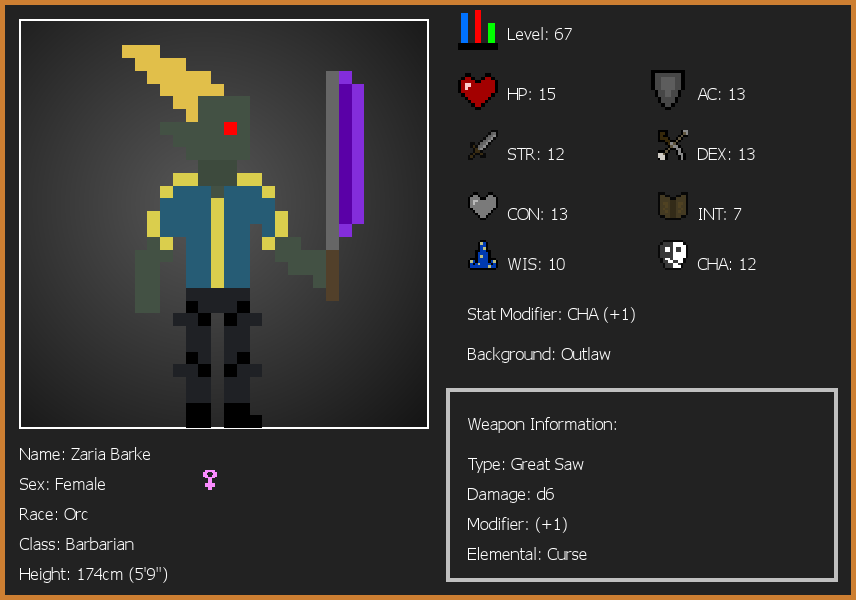 Level: 67
HP: 15
AC: 13
STR: 12
DEX: 13
CON: 13
INT: 7
WIS: 10
CHA: 12
Stat Modifier: CHA (+1)
Background: Outlaw
Weapon Information:
Type: Great Saw
Damage: d6
Modifier: (+1)
Elemental: Curse
Name: Zaria Barke
Sex: Female
Race: Orc
Class: Barbarian
Height: 174cm (5'9")